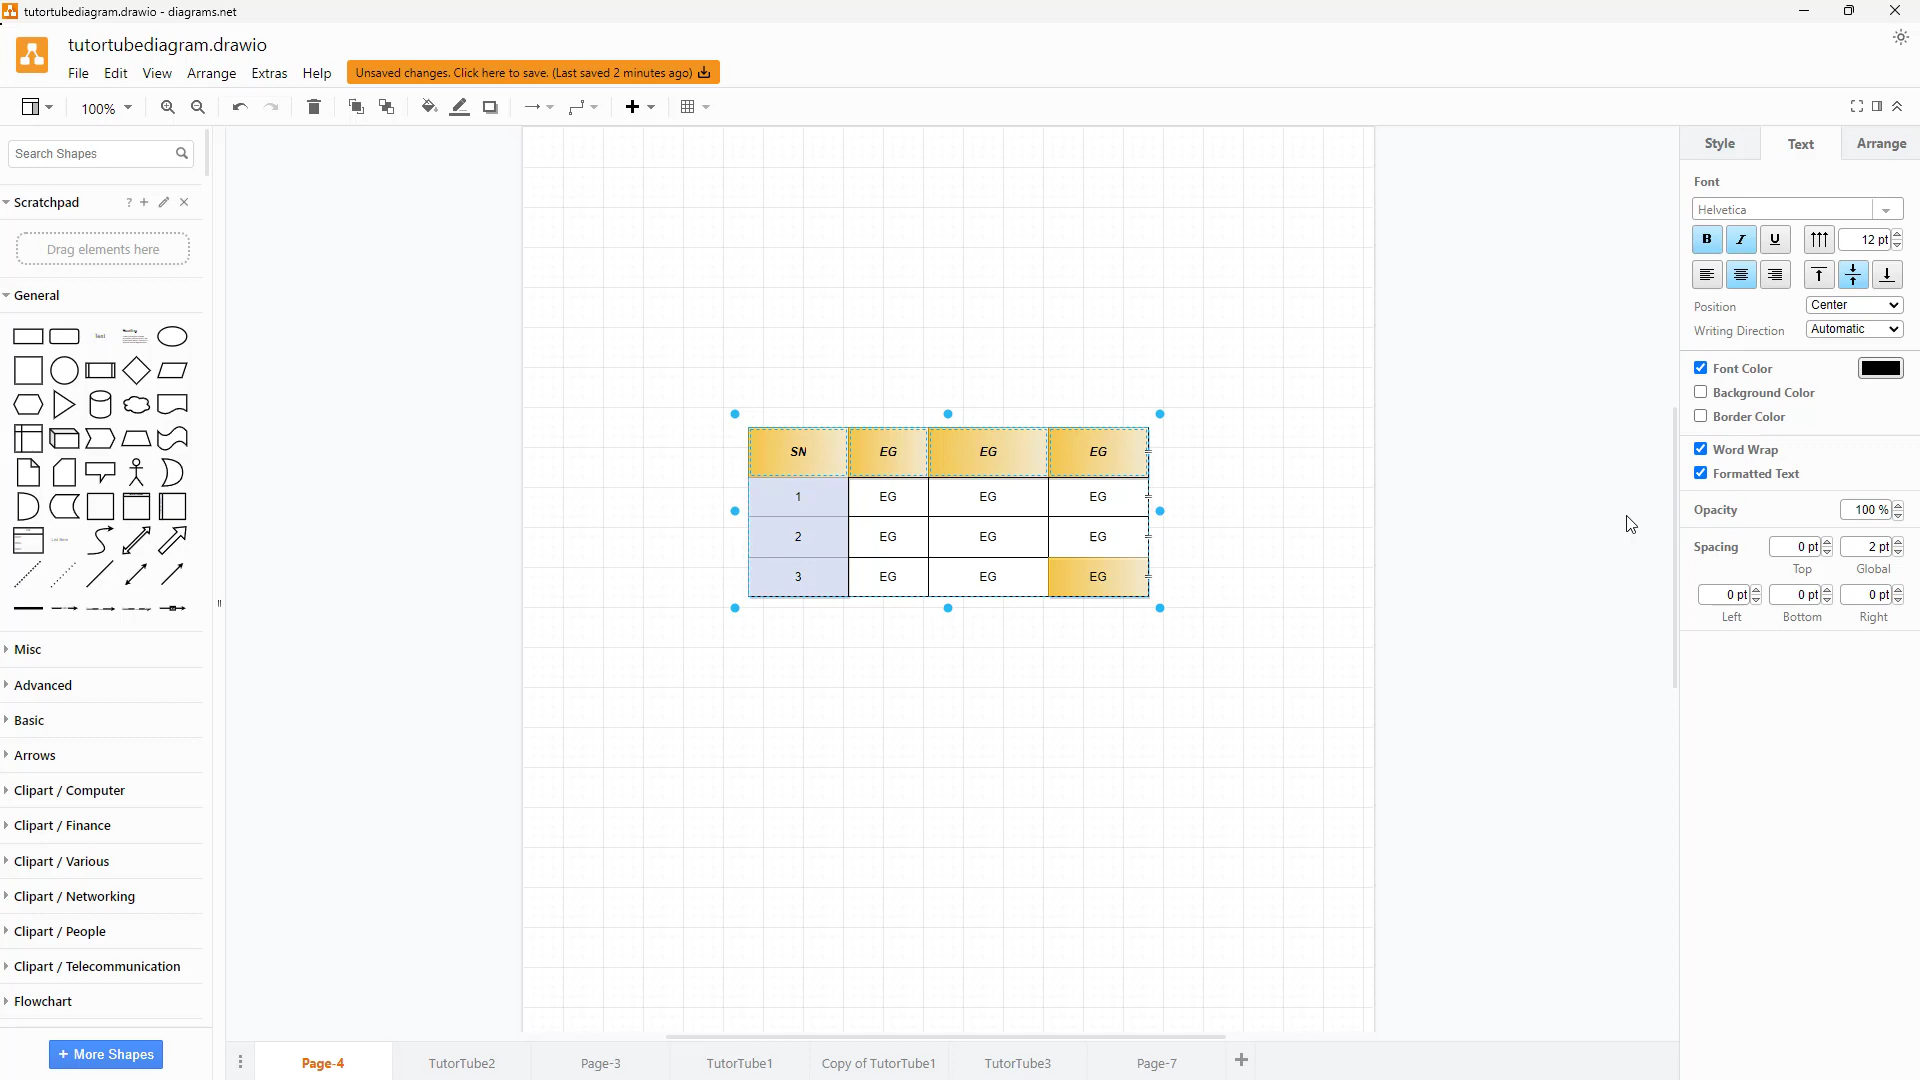 tutortubediagram.drawio - diagrams.net
tutortubediagram.drawio
File Edit View Arrange Extras Help Unsaved changes. Click here to save. (Last saved 2 minutes ago)
100%
Search Shapes
Scratchpad ?
Drag elements here
General
Text Heading
Misc
Advanced
Basic
Arrows
Clipart / Computer
Clipart / Finance
Clipart / Various
Clipart / Networking
Clipart / People
Clipart / Telecommunication
Flowchart
+ More Shapes
SN EG EG EG
1 EG EG EG
2 EG EG EG
3 EG EG EG
Page-4 TutorTube2 Page-3 TutorTube1 Copy of TutorTube1 TutorTube3 Page-7
Style Text Arrange
Font
Helvetica
B I U 12 pt
Position Center
Writing Direction Automatic
Font Color
Background Color
Border Color
Word Wrap
Formatted Text
Opacity 100 %
Spacing 0 pt 2 pt
Top Global
0 pt 0 pt 0 pt
Left Bottom Right